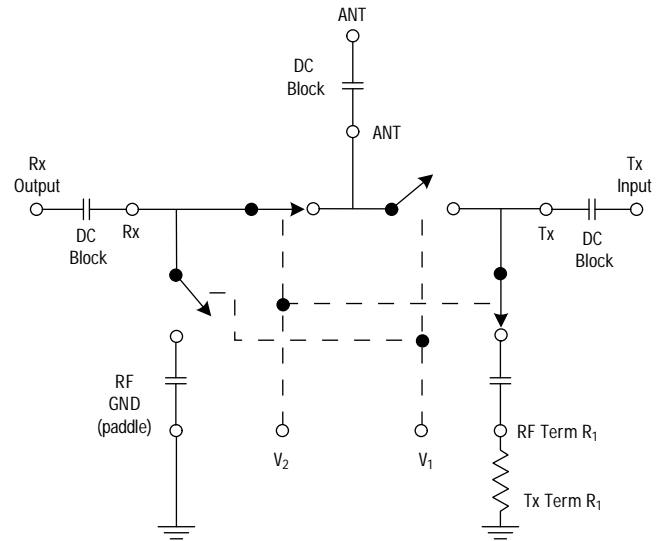 ANT
DC
Block
ANT
Rx
Output
Tx
Input
DC
Block
Rx
Tx
DC
Block
RF
GND
(paddle)
V₂
V₁
RF Term R₁
Tx Term R₁